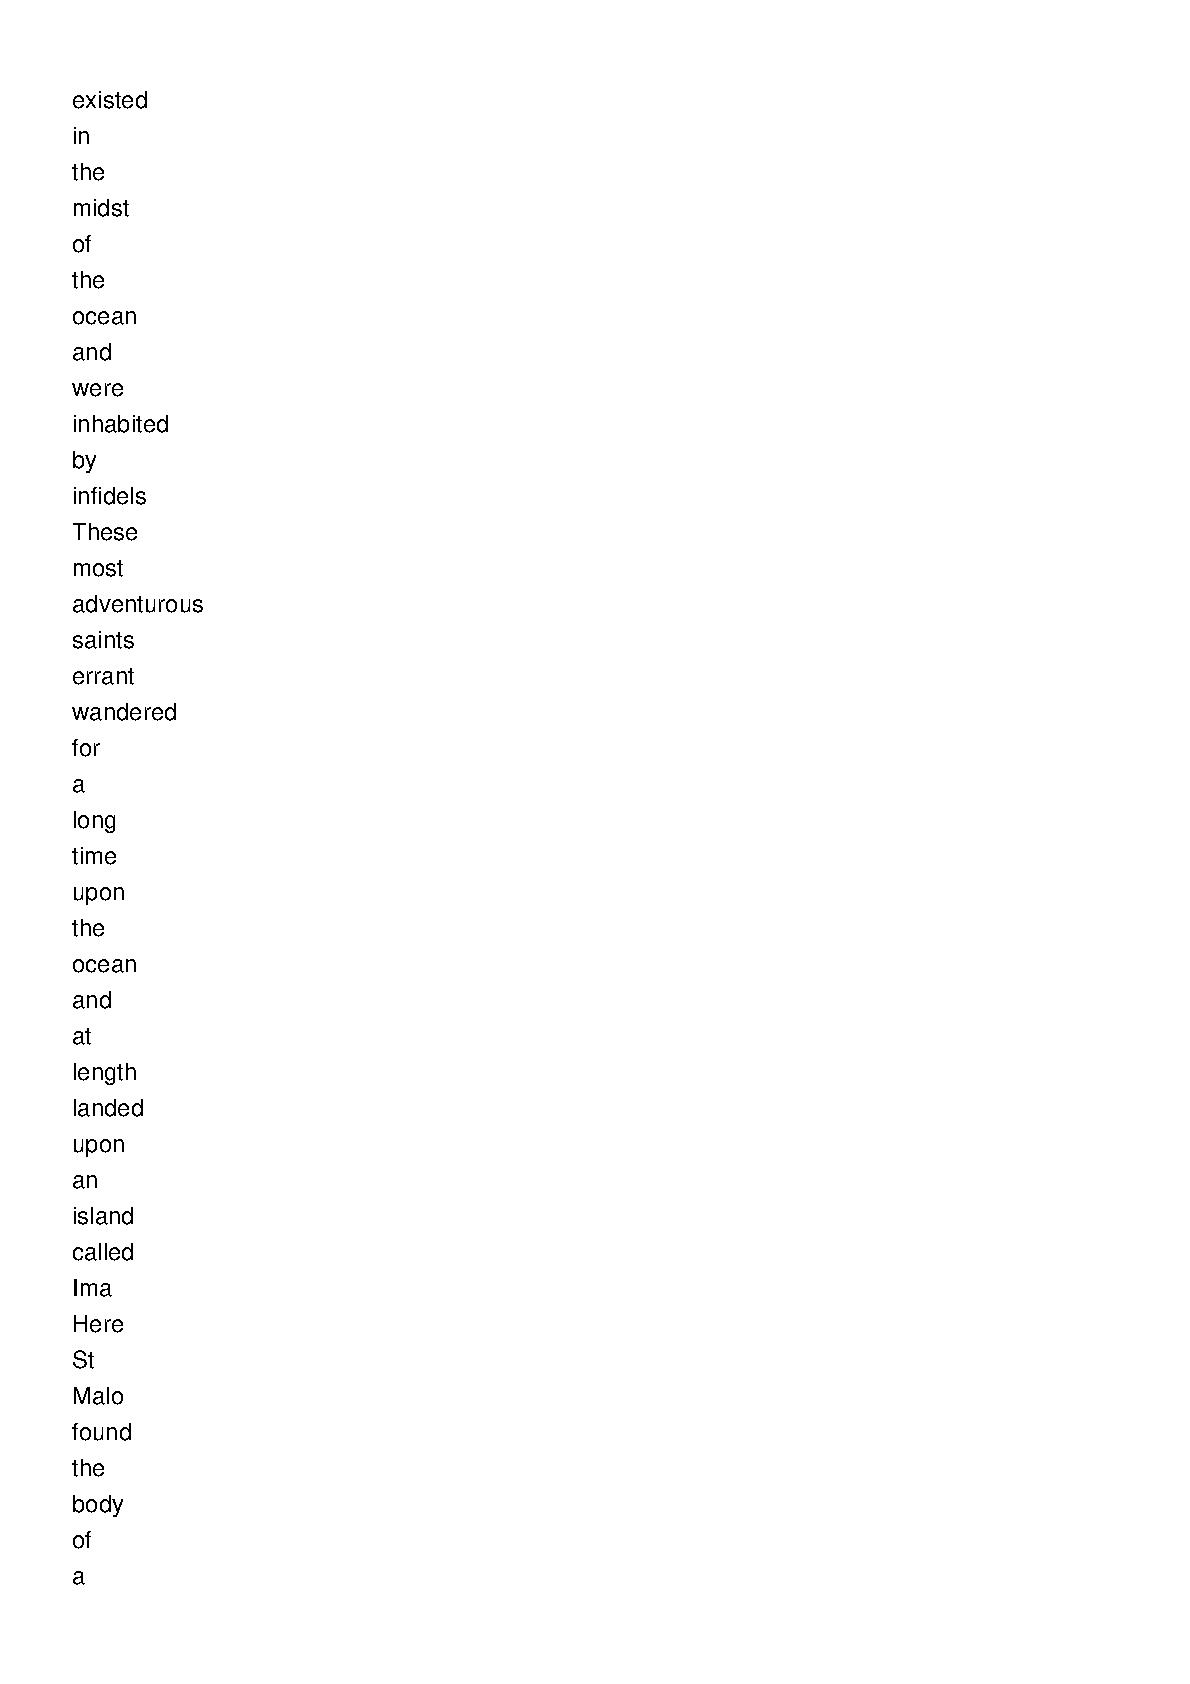 existed
in
the
midst
of
the
ocean
and
were
inhabited
by
infidels
These
most
adventurous
saints
errant
wandered
for
a
long
time
upon
the
ocean
and
at
length
landed
upon
an
island
called
Ima
Here
St
Malo
found
the
body
of
a